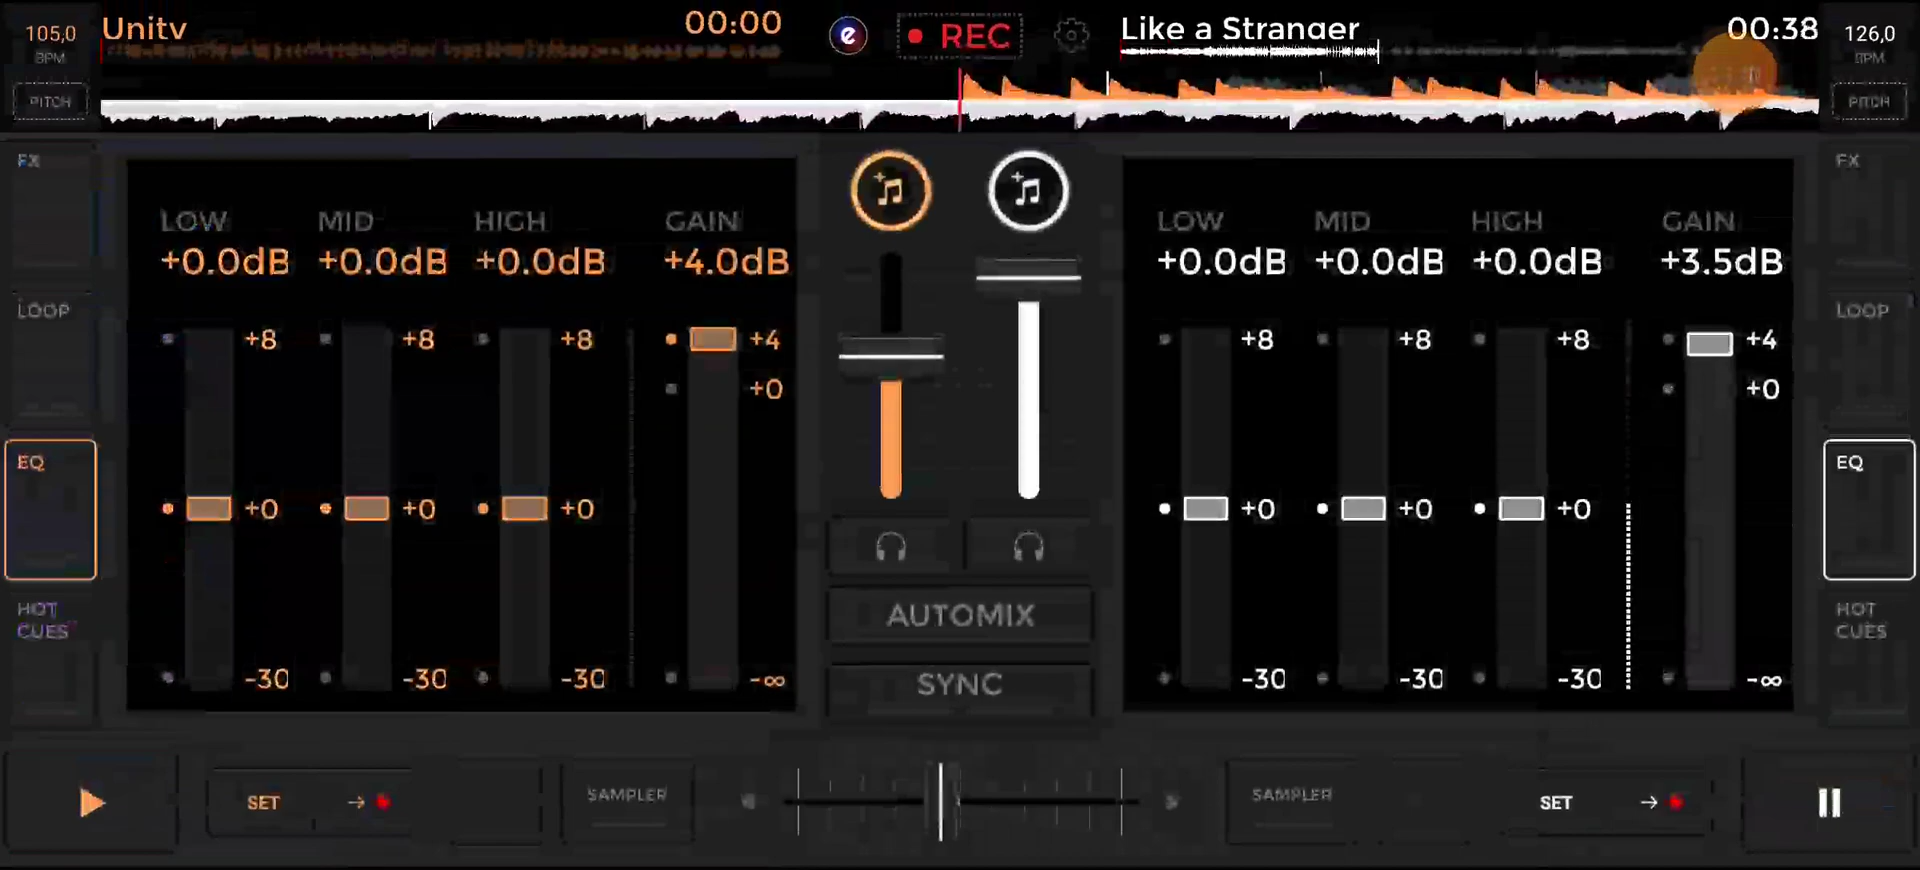 105,0
BPM
PITCH
Unity
00:00
e
REC
Like a Stranger
00:38
126,0
BPM
PITCH
FX
LOOP
EQ
HOT
CUES
LOW MID HIGH GAIN
+0.0dB +0.0dB +0.0dB +4.0dB
+8 +8 +8 +4
+0
+0 +0 +0
-30 -30 -30 -∞
AUTOMIX
SYNC
LOW MID HIGH GAIN
+0.0dB +0.0dB +0.0dB +3.5dB
+8 +8 +8 +4
+0
+0 +0 +0
-30 -30 -30 -∞
FX
LOOP
EQ
HOT
CUES
SET
SAMPLER
SAMPLER
SET